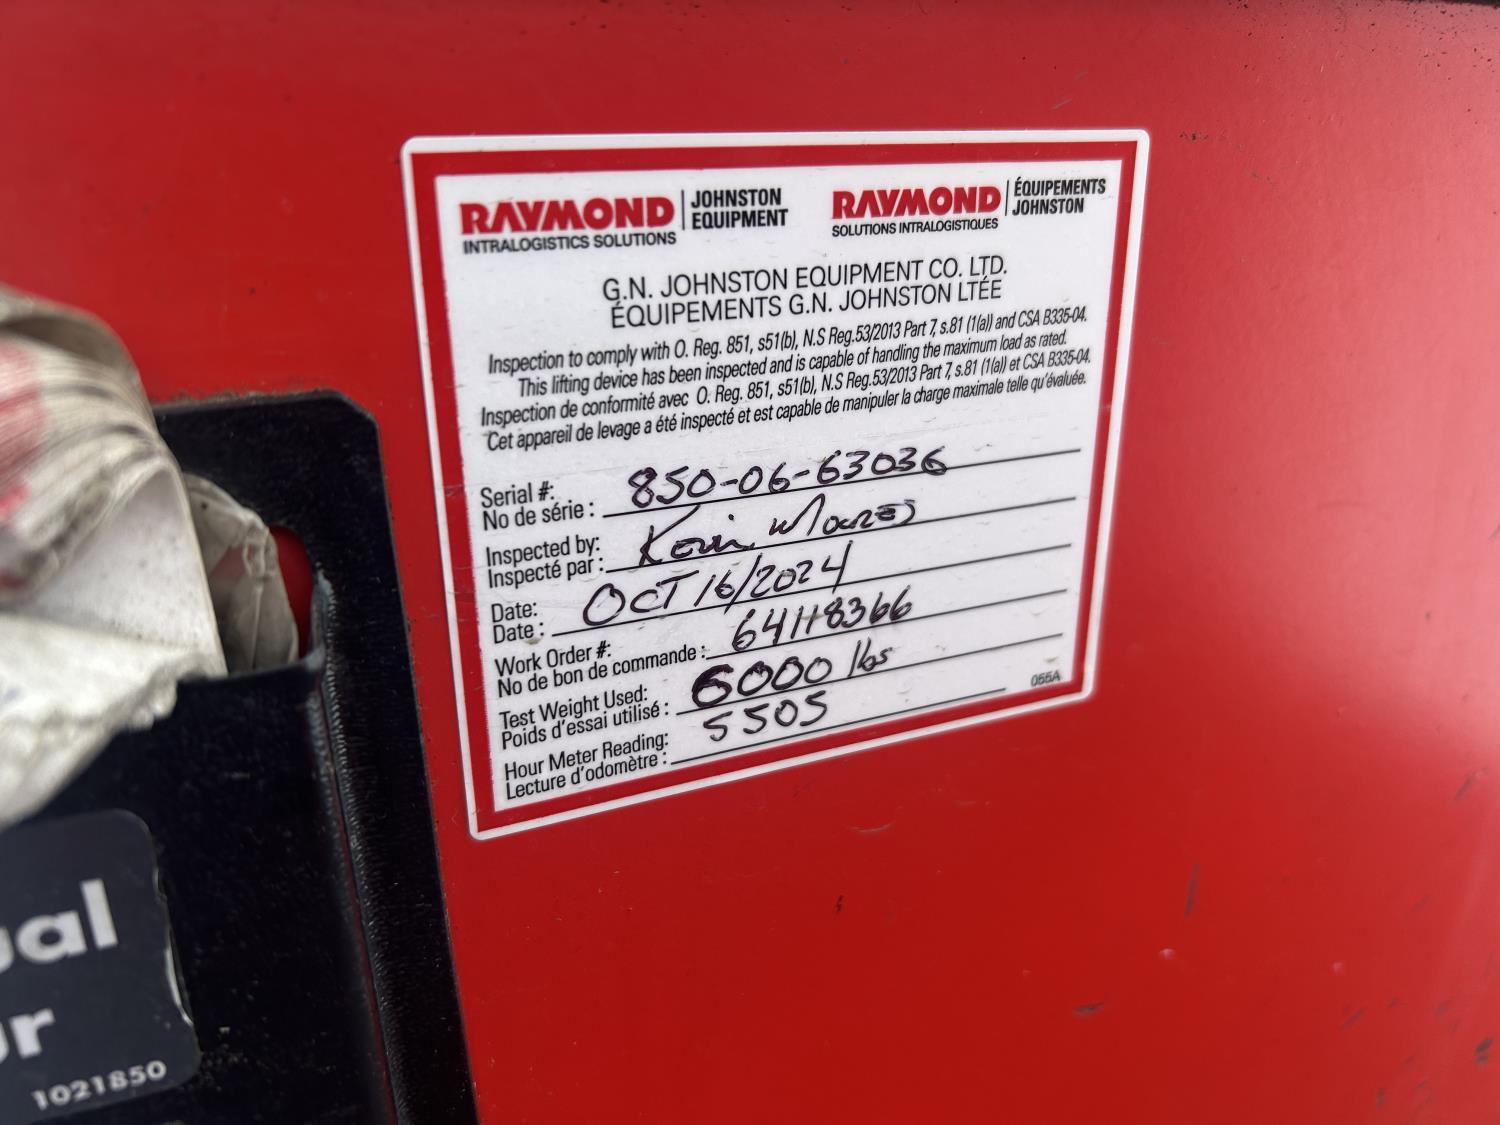 RAYMOND JOHNSTON EQUIPMENT
INTRALOGISTICS SOLUTIONS
RAYMOND ÉQUIPEMENTS JOHNSTON
SOLUTIONS INTRALOGISTIQUES
G.N. JOHNSTON EQUIPMENT CO. LTD.
ÉQUIPEMENTS G.N. JOHNSTON LTÉE
Inspection to comply with O. Reg. 851, s51(b), N.S Reg.53/2013 Part 7, s.81 (1(a)) and CSA B335-04.
This lifting device has been inspected and is capable of handling the maximum load as rated.
Inspection de conformité avec O. Reg. 851, s51(b), N.S Reg.53/2013 Part 7, s.81 (1(a)) et CSA B335-04.
Cet appareil de levage a été inspecté et est capable de manipuler la charge maximale telle qu'évaluée.
Serial #:
No de série : 850-06-63036
Inspected by:
Inspecté par :
Date:
Date : OCT 16/2024
Work Order #:
No de bon de commande : 64118366
Test Weight Used:
Poids d'essai utilisé : 6000 lbs
Hour Meter Reading:
Lecture d'odomètre : 5505
055A
1021850